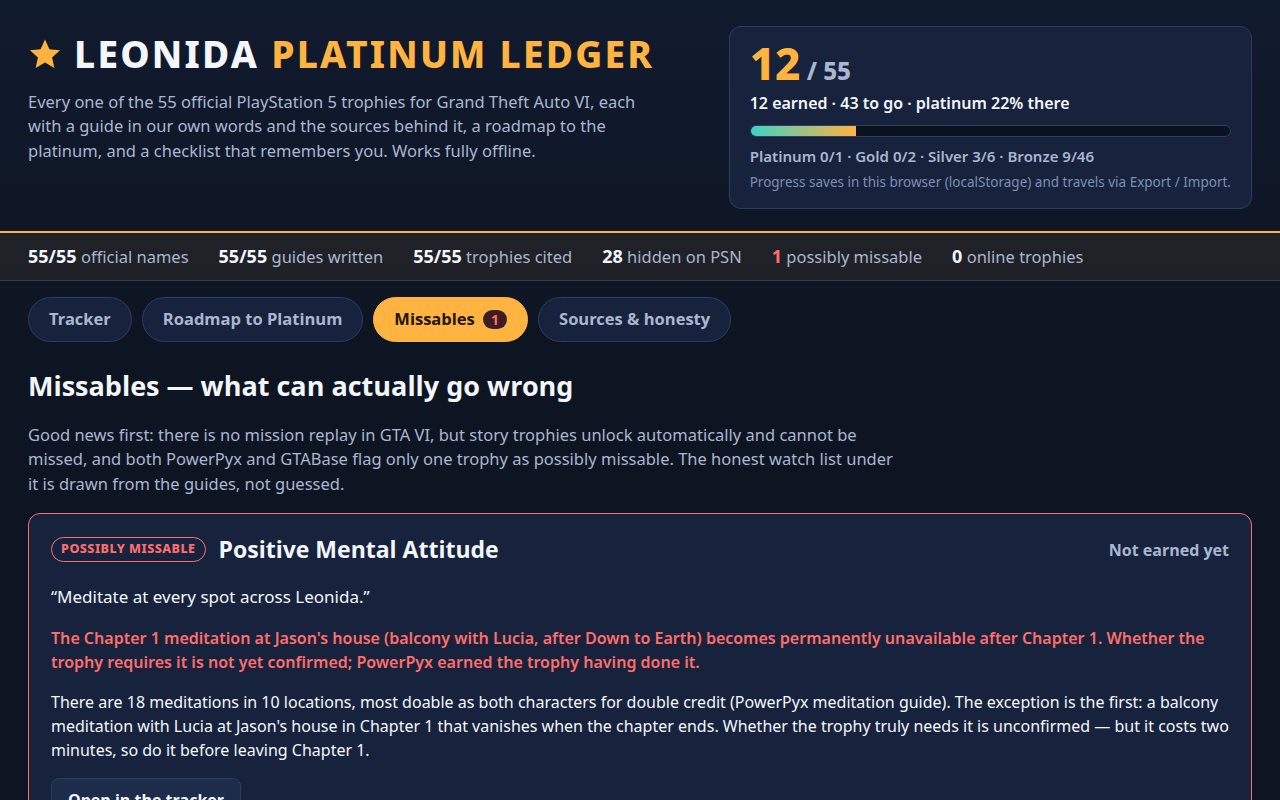 LEONIDA PLATINUM LEDGER
Every one of the 55 official PlayStation 5 trophies for Grand Theft Auto VI, each
with a guide in our own words and the sources behind it, a roadmap to the
platinum, and a checklist that remembers you. Works fully offline.
12 / 55
12 earned · 43 to go · platinum 22% there
Platinum 0/1 · Gold 0/2 · Silver 3/6 · Bronze 9/46
Progress saves in this browser (localStorage) and travels via Export / Import.
55/55 official names 55/55 guides written 55/55 trophies cited 28 hidden on PSN 1 possibly missable 0 online trophies
Tracker Roadmap to Platinum Missables 1 Sources & honesty
Missables — what can actually go wrong
Good news first: there is no mission replay in GTA VI, but story trophies unlock automatically and cannot be
missed, and both PowerPyx and GTABase flag only one trophy as possibly missable. The honest watch list under
it is drawn from the guides, not guessed.
POSSIBLY MISSABLE Positive Mental Attitude Not earned yet
“Meditate at every spot across Leonida.”
The Chapter 1 meditation at Jason's house (balcony with Lucia, after Down to Earth) becomes permanently unavailable after Chapter 1. Whether the
trophy requires it is not yet confirmed; PowerPyx earned the trophy having done it.
There are 18 meditations in 10 locations, most doable as both characters for double credit (PowerPyx meditation guide). The exception is the first: a balcony
meditation with Lucia at Jason's house in Chapter 1 that vanishes when the chapter ends. Whether the trophy truly needs it is unconfirmed — but it costs two
minutes, so do it before leaving Chapter 1.
Open in the tracker